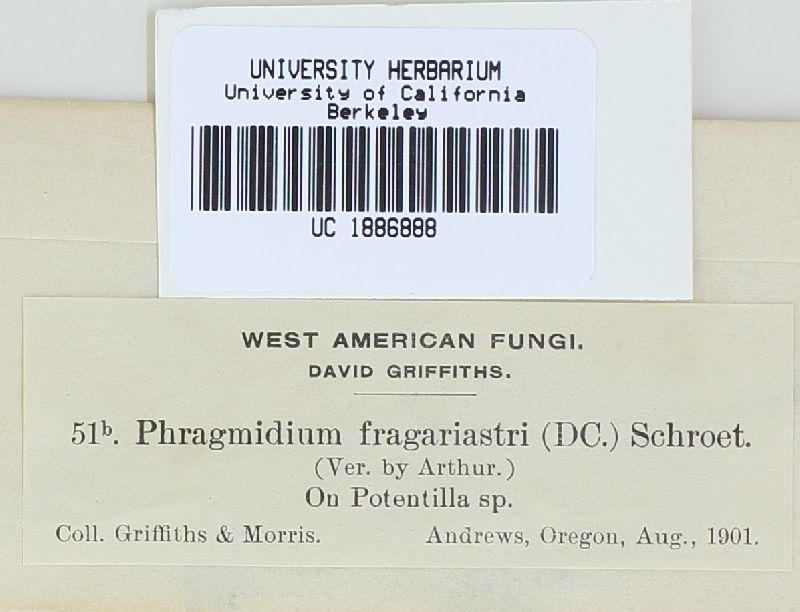 UNIVERSITY HERBARIUM
University of California
Berkeley
UC 1886888
WEST AMERICAN FUNGI.
DAVID GRIFFITHS.
51ᵇ. Phragmidium fragariastri (DC.) Schroet.
(Ver. by Arthur.)
On Potentilla sp.
Coll. Griffiths & Morris. Andrews, Oregon, Aug., 1901.